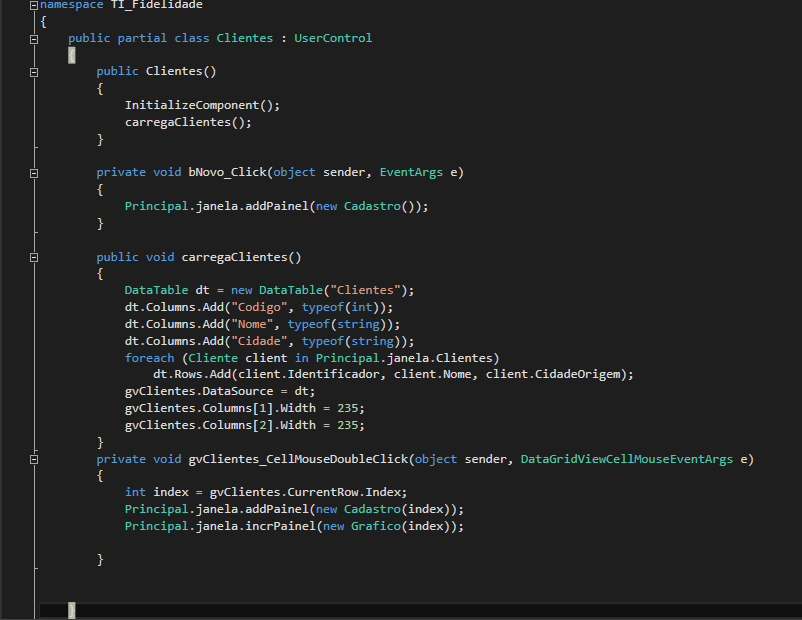 namespace TI_Fidelidade
{
    public partial class Clientes : UserControl
    {
        public Clientes()
        {
            InitializeComponent();
            carregaClientes();
        }

        private void bNovo_Click(object sender, EventArgs e)
        {
            Principal.janela.addPainel(new Cadastro());
        }

        public void carregaClientes()
        {
            DataTable dt = new DataTable("Clientes");
            dt.Columns.Add("Codigo", typeof(int));
            dt.Columns.Add("Nome", typeof(string));
            dt.Columns.Add("Cidade", typeof(string));
            foreach (Cliente client in Principal.janela.Clientes)
                dt.Rows.Add(client.Identificador, client.Nome, client.CidadeOrigem);
            gvClientes.DataSource = dt;
            gvClientes.Columns[1].Width = 235;
            gvClientes.Columns[2].Width = 235;
        }
        private void gvClientes_CellMouseDoubleClick(object sender, DataGridViewCellMouseEventArgs e)
        {
            int index = gvClientes.CurrentRow.Index;
            Principal.janela.addPainel(new Cadastro(index));
            Principal.janela.incrPainel(new Grafico(index));

        }


    }